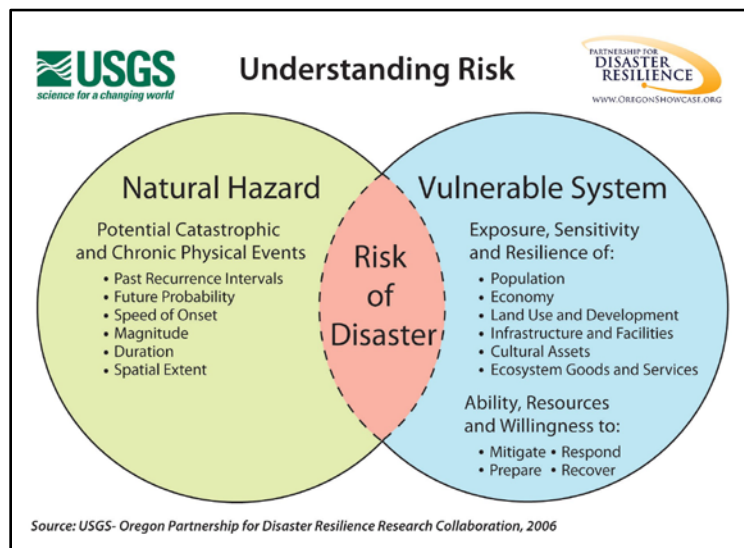 USGS
science for a changing world
Understanding Risk
PARTNERSHIP FOR
DISASTER
RESILIENCE
WWW.OREGONSHOWCASE.ORG
Natural Hazard
Potential Catastrophic
and Chronic Physical Events
• Past Recurrence Intervals
• Future Probability
• Speed of Onset
• Magnitude
• Duration
• Spatial Extent
Risk
of
Disaster
Vulnerable System
Exposure, Sensitivity
and Resilience of:
• Population
• Economy
• Land Use and Development
• Infrastructure and Facilities
• Cultural Assets
• Ecosystem Goods and Services
Ability, Resources
and Willingness to:
• Mitigate • Respond
• Prepare • Recover
Source: USGS- Oregon Partnership for Disaster Resilience Research Collaboration, 2006